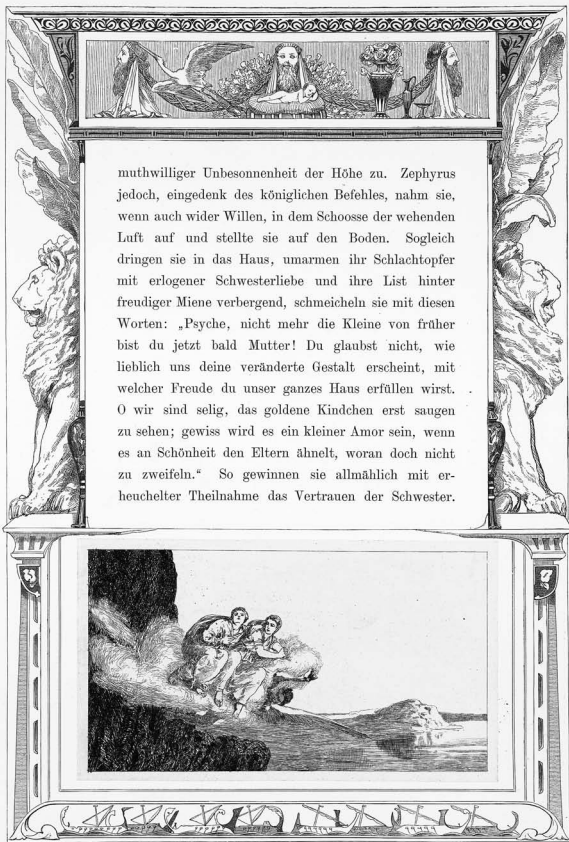 muthwilliger Unbesonnenheit der Höhe zu. Zephyrus
jedoch, eingedenk des königlichen Befehles, nahm sie,
wenn auch wider Willen, in dem Schoosse der wehenden
Luft auf und stellte sie auf den Boden. Sogleich
dringen sie in das Haus, umarmen ihr Schlachtopfer
mit erlogener Schwesterliebe und ihre List hinter
freudiger Miene verbergend, schmeicheln sie mit diesen
Worten: „Psyche, nicht mehr die Kleine von früher
bist du jetzt bald Mutter! Du glaubst nicht, wie
lieblich uns deine veränderte Gestalt erscheint, mit
welcher Freude du unser ganzes Haus erfüllen wirst.
O wir sind selig, das goldene Kindchen erst saugen
zu sehen; gewiss wird es ein kleiner Amor sein, wenn
es an Schönheit den Eltern ähnelt, woran doch nicht
zu zweifeln.“ So gewinnen sie allmählich mit er-
heuchelter Theilnahme das Vertrauen der Schwester.